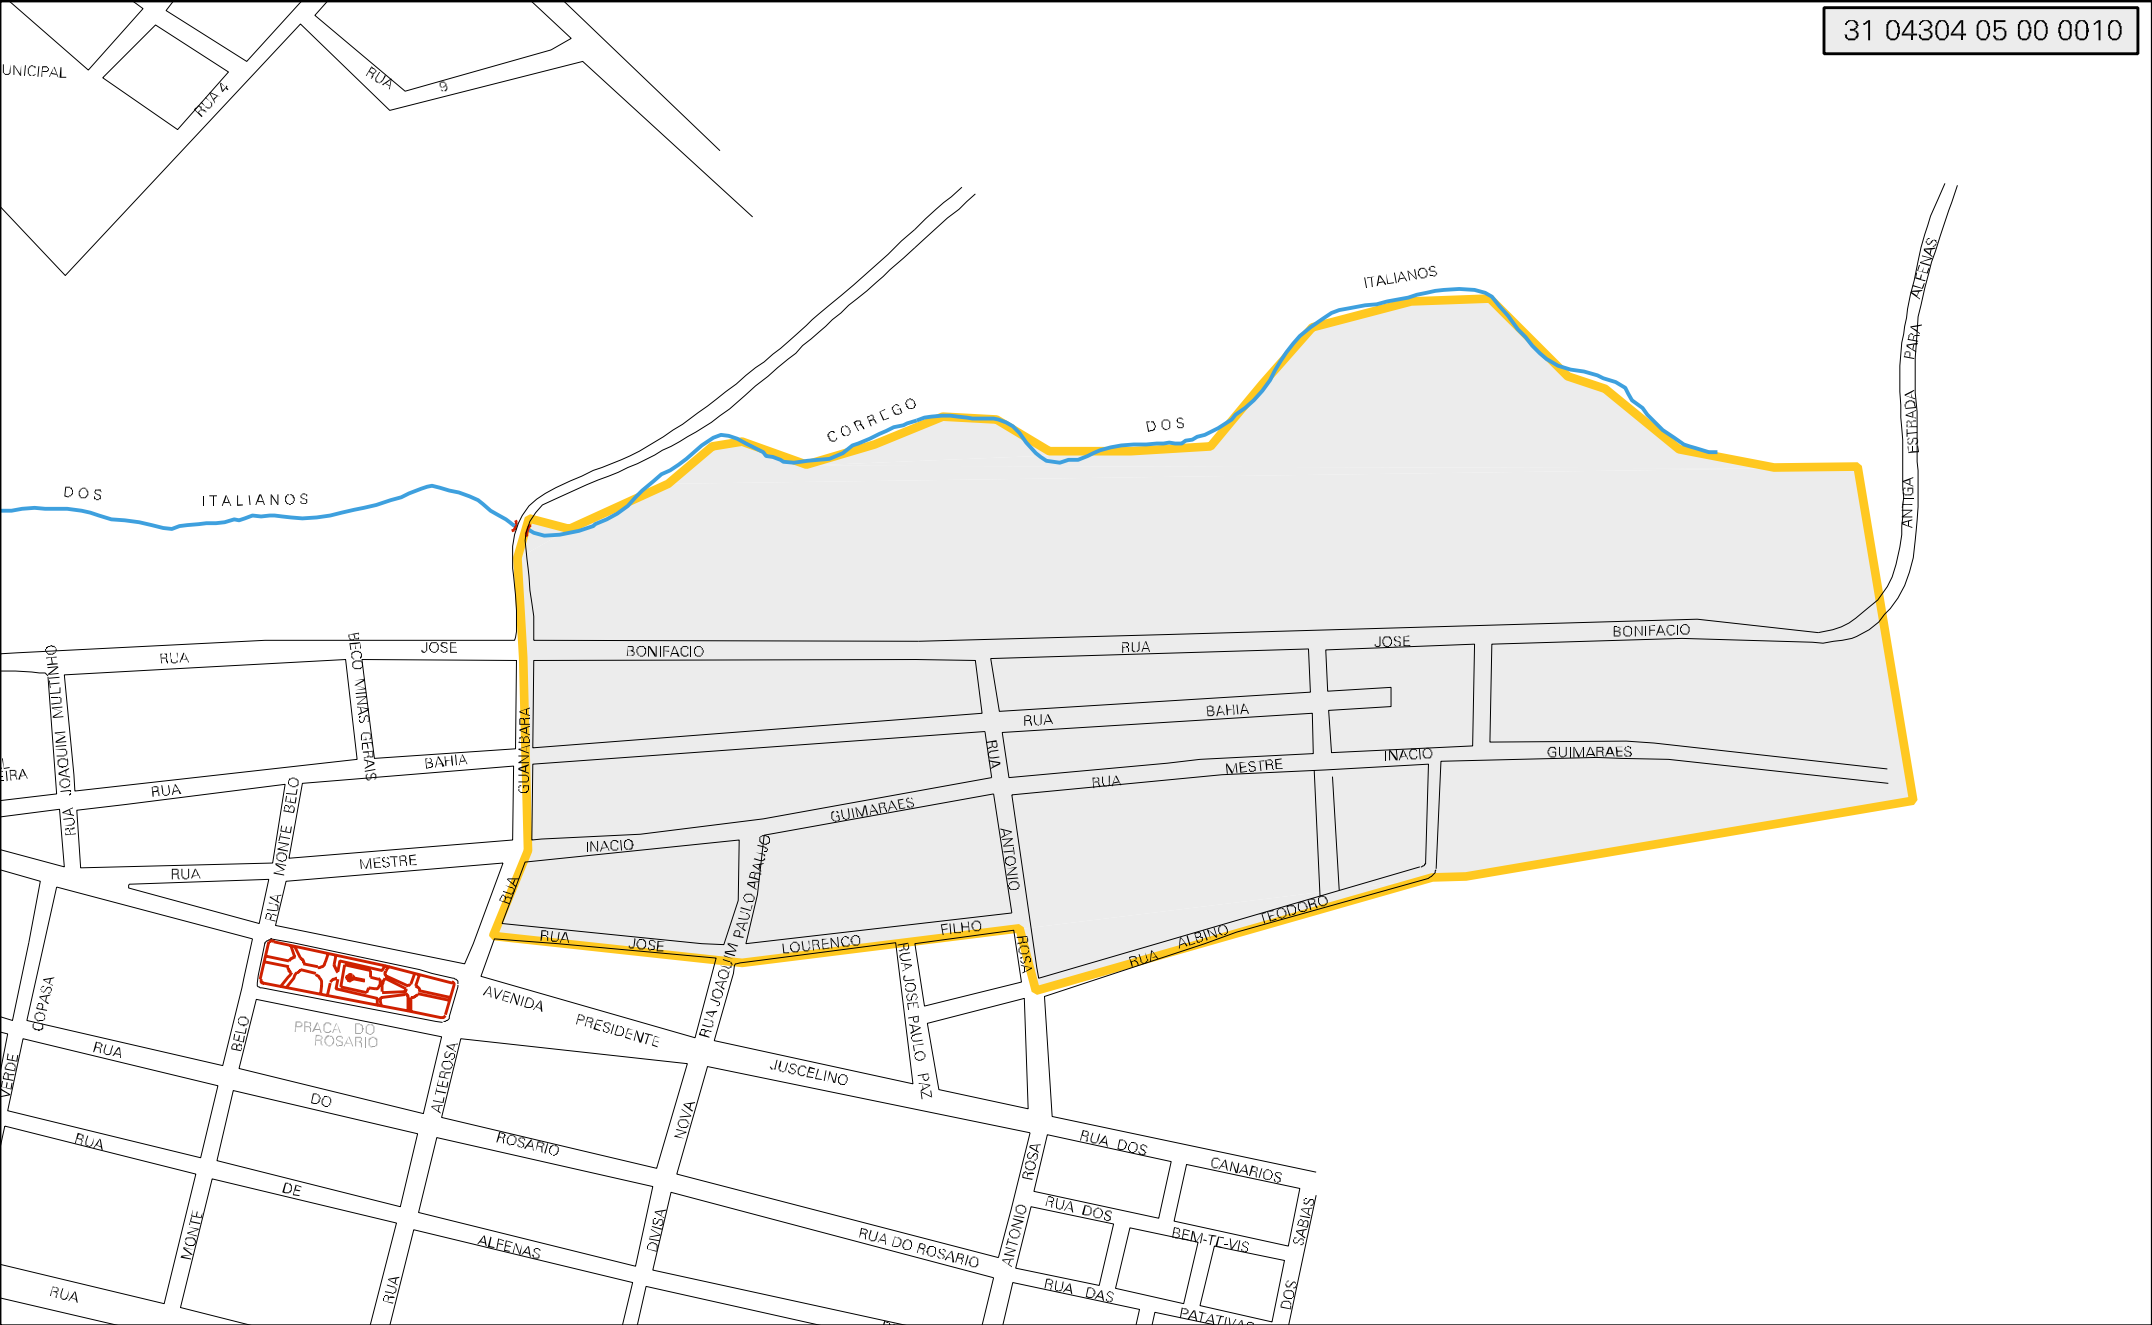 31 04304 05 00 0010
UNICIPAL
RUA 4
RUA 9
ITALIANOS
CORREGO
DOS
DOS ITALIANOS
ANTIGA ESTRADA PARA ALFENAS
RUA JOSE BONIFACIO RUA JOSE BONIFACIO
RUA JOAQUIM MULTINHO
BECO MINAS GERAIS
RUA GUANABARA
RUA BAHIA RUA BAHIA
EIRA
RUA MONTE BELO
RUA MESTRE INACIO GUIMARAES RUA MESTRE INACIO GUIMARAES
RUA ANTONIO ROSA
RUA JOAQUIM PAULO ARAUJO
RUA JOSE LOURENCO FILHO
RUA ALBINO TEODORO
RUA JOSE PAULO PAZ
COPASA
PRACA DO
ROSARIO
AVENIDA PRESIDENTE JUSCELINO
VERDE
BELO
ALTEROSA
NOVA
RUA DO ROSARIO
RUA DO ROSARIO
RUA DE ALFENAS
MONTE
RUA
DIVISA
ANTONIO ROSA
RUA DOS CANARIOS
RUA DOS BEM-TE-VIS
RUA DAS PATATIVAS
DOS SABIAS
RUA